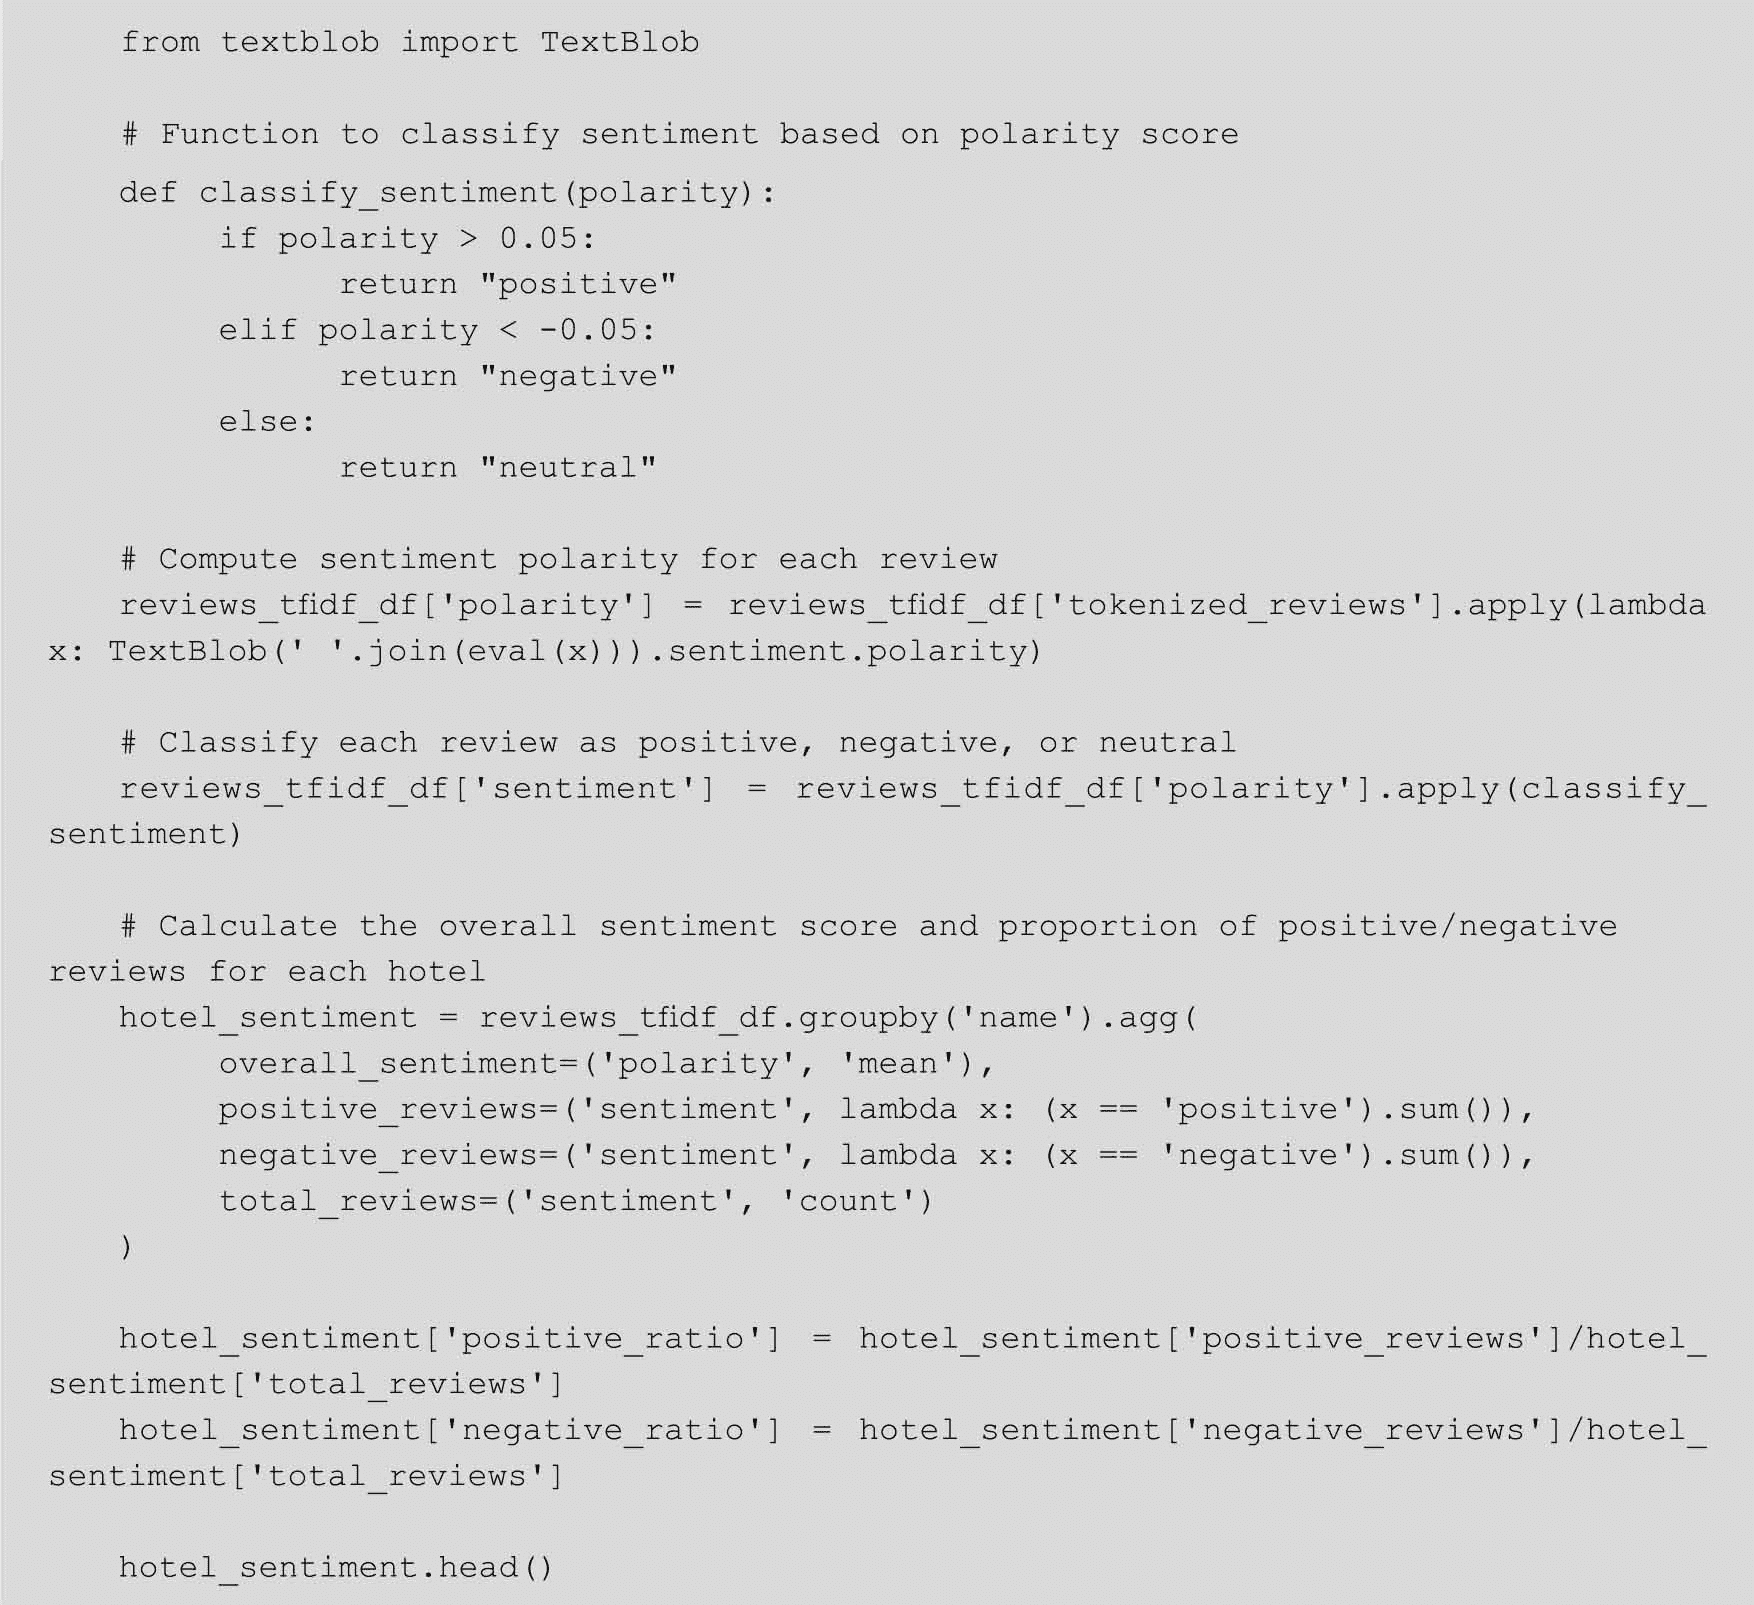 from textblob import TextBlob
# Function to classify sentiment based on polarity score
def classify_sentiment(polarity):
if polarity > 0.05:
return "positive"
elif polarity < -0.05:
return "negative"
else:
return "neutral"
# Compute sentiment polarity for each review
reviews_tfidf_df['polarity'] = reviews_tfidf_df['tokenized_reviews'].apply(lambda
x: TextBlob(' '.join(eval(x))).sentiment.polarity)
# Classify each review as positive, negative, or neutral
reviews_tfidf_df['sentiment'] = reviews_tfidf_df['polarity'].apply(classify_
sentiment)
# Calculate the overall sentiment score and proportion of positive/negative
reviews for each hotel
hotel_sentiment = reviews_tfidf_df.groupby('name').agg(
overall_sentiment=('polarity', 'mean'),
positive_reviews=('sentiment', lambda x: (x == 'positive').sum()),
negative_reviews=('sentiment', lambda x: (x == 'negative').sum()),
total_reviews=('sentiment', 'count')
)
hotel_sentiment['positive_ratio'] = hotel_sentiment['positive_reviews']/hotel_
sentiment['total_reviews']
hotel_sentiment['negative_ratio'] = hotel_sentiment['negative_reviews']/hotel_
sentiment['total_reviews']
hotel_sentiment.head()